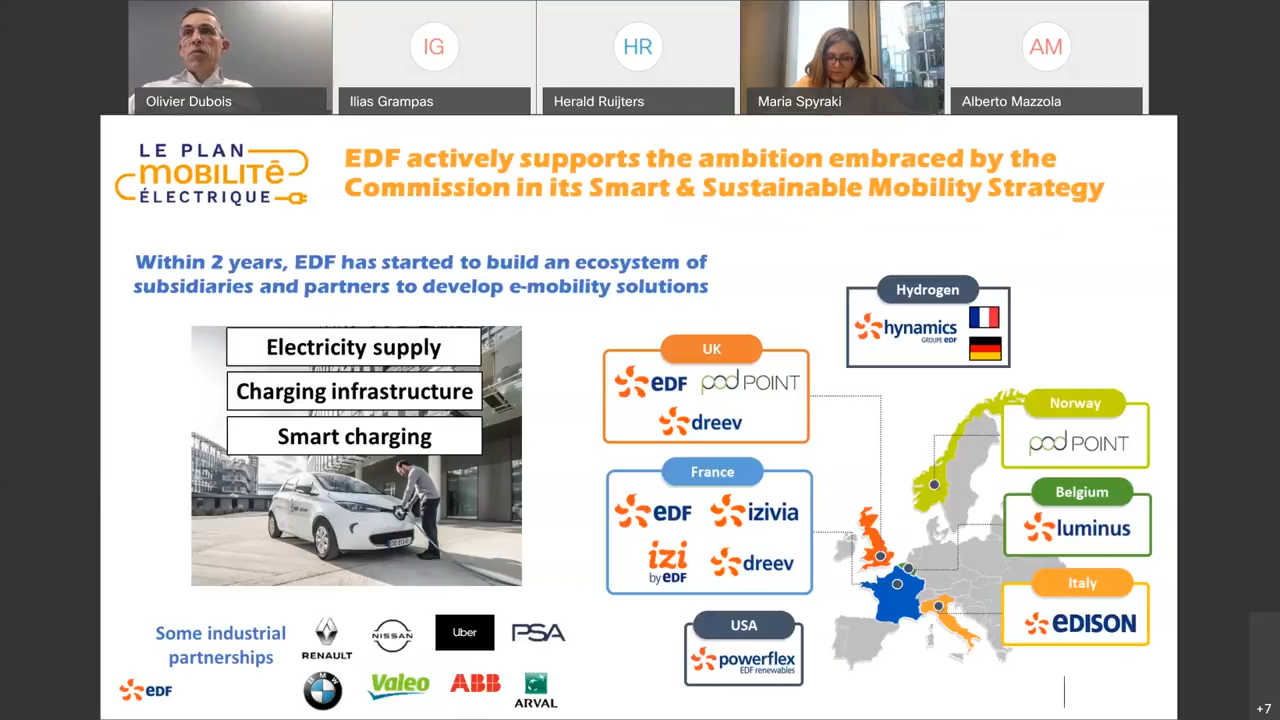 IG
HR
AM
Olivier Dubois
Ilias Grampas
Herald Ruijters
Maria Spyraki
Alberto Mazzola
LE PLAN
MOBILITĒ
ÉLECTRIQUE
EDF actively supports the ambition embraced by the
Commission in its Smart & Sustainable Mobility Strategy
Within 2 years, EDF has started to build an ecosystem of
subsidiaries and partners to develop e-mobility solutions
Electricity supply
Charging infrastructure
Smart charging
Hydrogen
hynamics
GROUPE EDF
UK
EDF pod POINT
dreev
France
EDF izivia
izi
by EDF
dreev
USA
powerflex
EDF renewables
Norway
pod POINT
Belgium
luminus
Italy
EDISON
Some industrial
partnerships
RENAULT
NISSAN
Uber
PSA
EDF
BMW
Valeo
ABB
ARVAL
+7